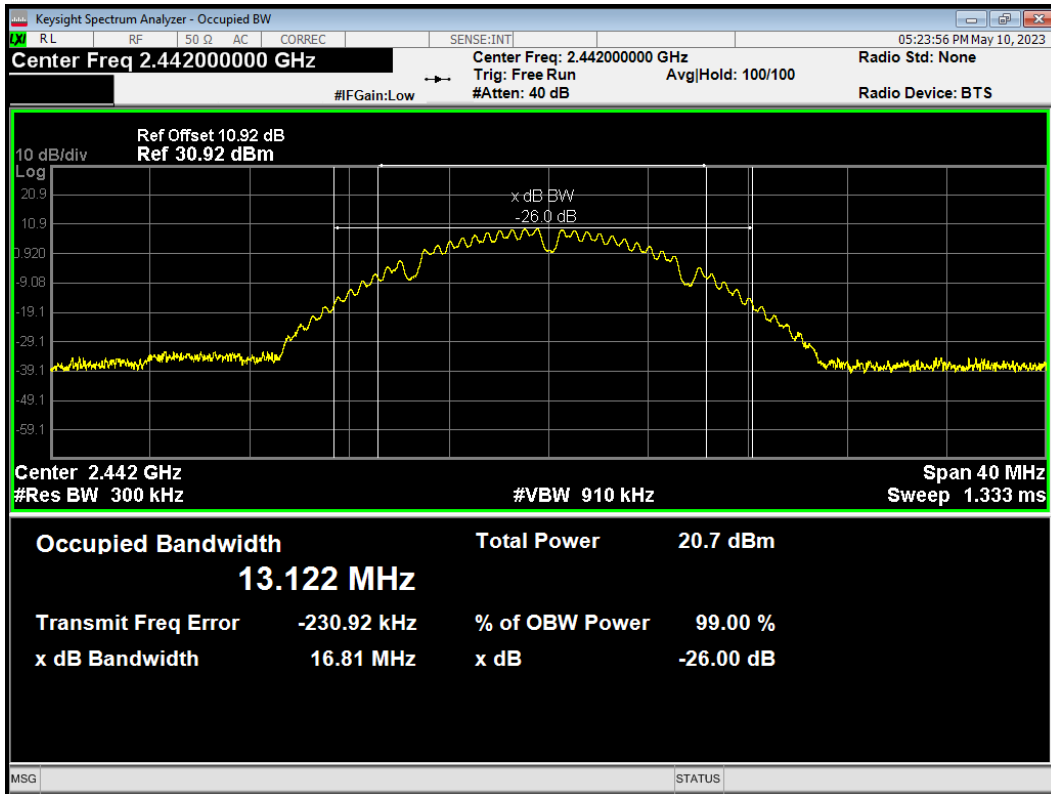 Keysight Spectrum Analyzer - Occupied BW
LXI RL RF 50 Ω AC CORREC SENSE:INT 05:23:56 PM May 10, 2023
Center Freq 2.442000000 GHz
Center Freq: 2.442000000 GHz Radio Std: None
Trig: Free Run Avg|Hold: 100/100
#IFGain:Low #Atten: 40 dB Radio Device: BTS
Ref Offset 10.92 dB
10 dB/div Ref 30.92 dBm
Log
20.9
10.9
0.920
-9.08
-19.1
-29.1
-39.1
-49.1
-59.1
x dB BW
-26.0 dB
Center 2.442 GHz Span 40 MHz
#Res BW 300 kHz #VBW 910 kHz Sweep 1.333 ms
Occupied Bandwidth Total Power 20.7 dBm
13.122 MHz
Transmit Freq Error -230.92 kHz % of OBW Power 99.00 %
x dB Bandwidth 16.81 MHz x dB -26.00 dB
MSG STATUS